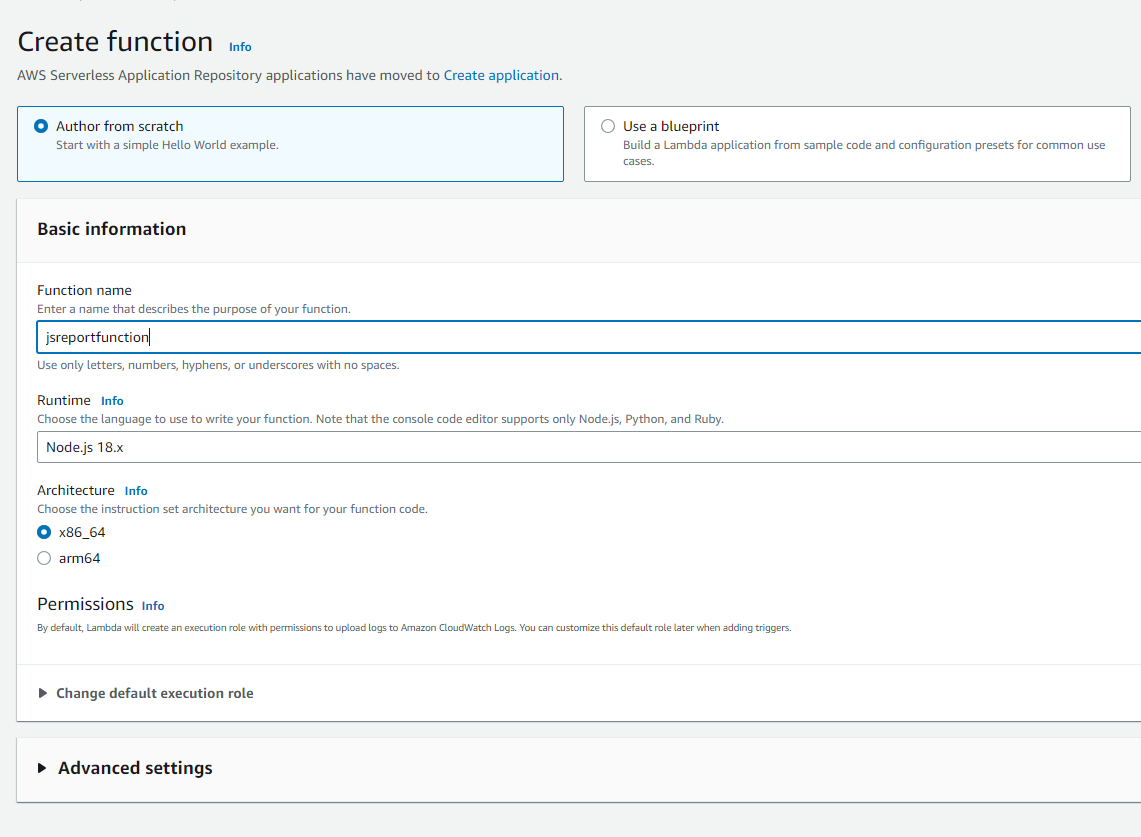 Create function Info
AWS Serverless Application Repository applications have moved to Create application.
Author from scratch
Start with a simple Hello World example.
Use a blueprint
Build a Lambda application from sample code and configuration presets for common use
cases.
Basic information
Function name
Enter a name that describes the purpose of your function.
jsreportfunction
Use only letters, numbers, hyphens, or underscores with no spaces.
Runtime Info
Choose the language to use to write your function. Note that the console code editor supports only Node.js, Python, and Ruby.
Node.js 18.x
Architecture Info
Choose the instruction set architecture you want for your function code.
x86_64
arm64
Permissions Info
By default, Lambda will create an execution role with permissions to upload logs to Amazon CloudWatch Logs. You can customize this default role later when adding triggers.
Change default execution role
Advanced settings